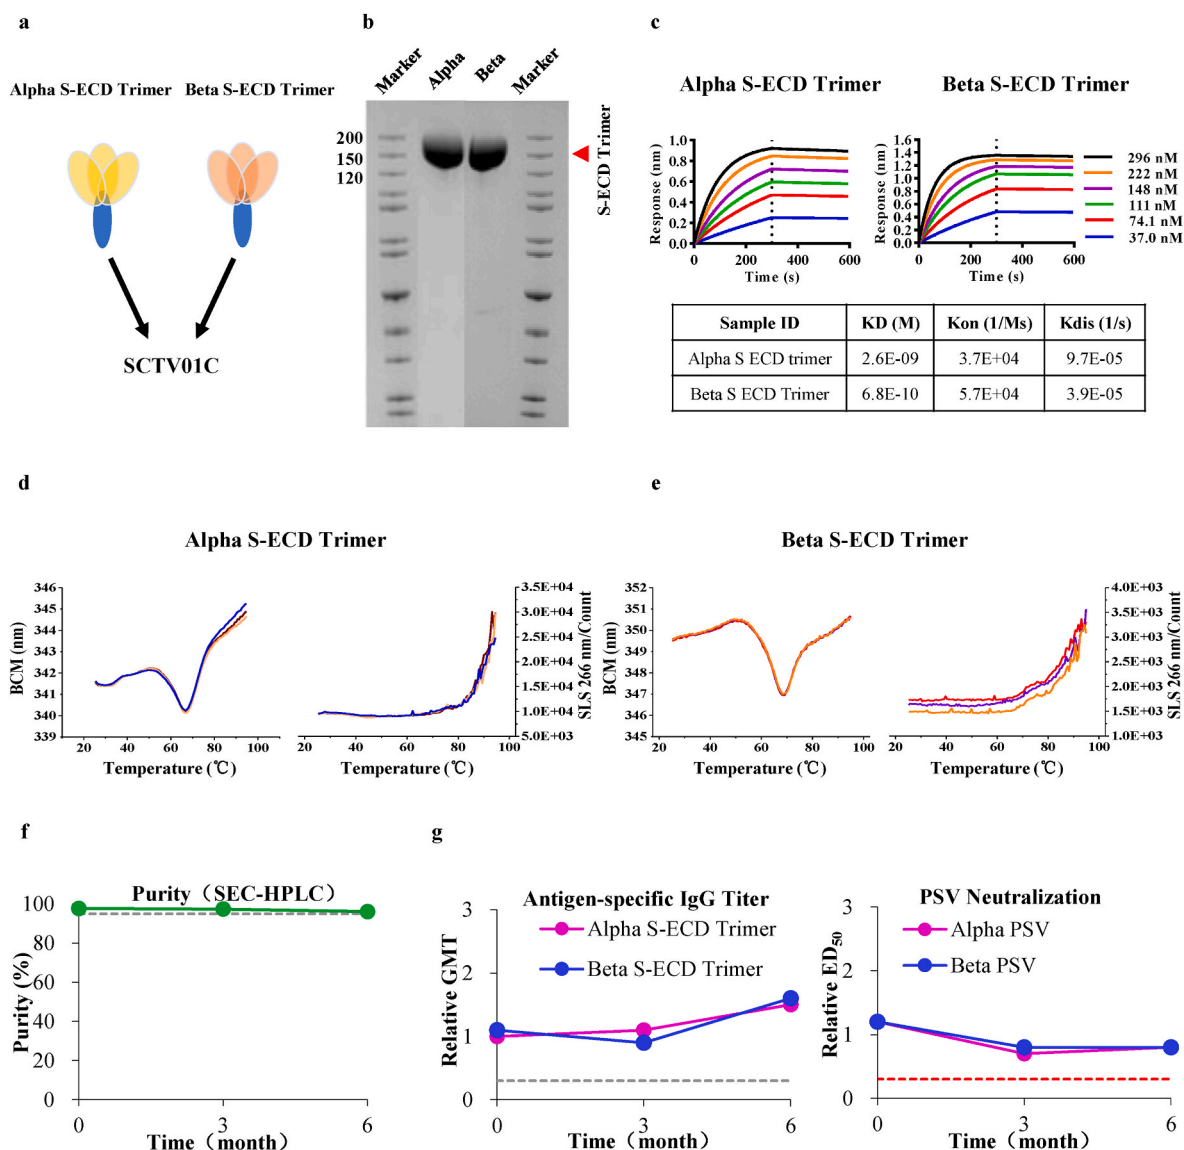 a
Alpha S-ECD Trimer Beta S-ECD Trimer
SCTV01C
b
Marker Alpha Beta Marker
200
150
120
S-ECD Trimer
c
Alpha S-ECD Trimer Beta S-ECD Trimer
Response (nm)
1.0
0.8
0.6
0.4
0.2
0.0
0 200 400 600
Time (s)
Response (nm)
1.6
1.4
1.2
1.0
0.8
0.6
0.4
0.2
0.0
0 200 400 600
Time (s)
296 nM
222 nM
148 nM
111 nM
74.1 nM
37.0 nM
Sample ID KD (M) Kon (1/Ms) Kdis (1/s)
Alpha S ECD trimer 2.6E-09 3.7E+04 9.7E-05
Beta S ECD Trimer 6.8E-10 5.7E+04 3.9E-05
d
Alpha S-ECD Trimer
BCM (nm)
346
345
344
342
341
340
339
20 40 60 80 100
Temperature (℃)
3.5E+04
3.0E+04
2.5E+04
2.0E+04
1.5E+04
1.0E+04
5.0E+03
SLS 266 nm/Count
20 40 60 80 100
Temperature (℃)
e
Beta S-ECD Trimer
BCM (nm)
352
351
350
349
348
346
345
20 40 60 80 100
Temperature (℃)
4.0E+03
3.5E+03
3.0E+03
2.5E+03
2.0E+03
1.5E+03
1.0E+03
SLS 266 nm/Count
20 40 60 80 100
Temperature (℃)
f
Purity（SEC-HPLC）
Purity (%)
100
80
60
40
20
0
0 3 6
Time（month）
g
Antigen-specific IgG Titer
Alpha S-ECD Trimer
Beta S-ECD Trimer
Relative GMT
3
2
1
0
0 3 6
Time（month）
PSV Neutralization
Alpha PSV
Beta PSV
Relative ED50
3
2
1
0
0 3 6
Time（month）